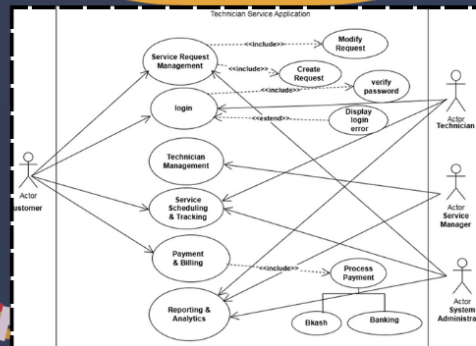 Technician Service Application
Service Request
Management
<<include>>
Modify
Request
<<include>>
Create
Request
<<include>>
verify
password
login
<<extend>>
Display
login
error
Actor
Technician
Technician
Management
Actor
ustomer
Service
Scheduling
& Tracking
Actor
Service
Manager
Payment
& Billing
<<include>>
Process
Payment
Actor
System
Administra
Reporting &
Analytics
Bkash
Banking